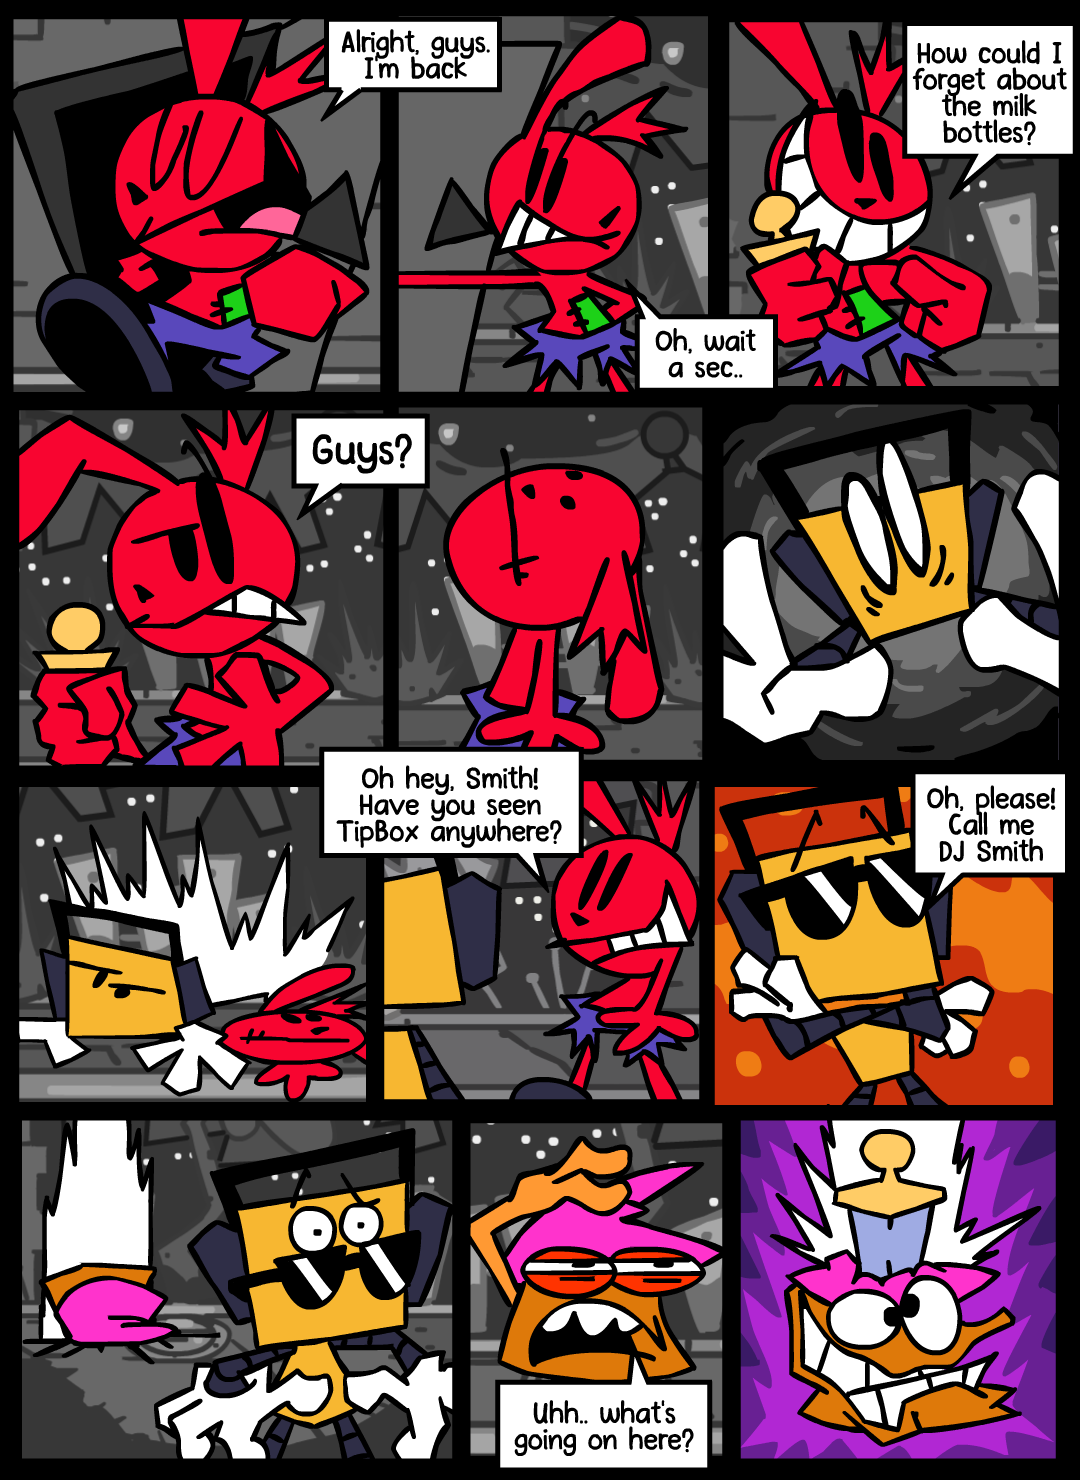 Alright, guys.
I'm back
Oh, wait
a sec..
How could I
forget about
the milk
bottles?
Guys?
Oh hey, Smith!
Have you seen
TipBox anywhere?
Oh, please!
Call me
DJ Smith
Uhh.. what's
going on here?